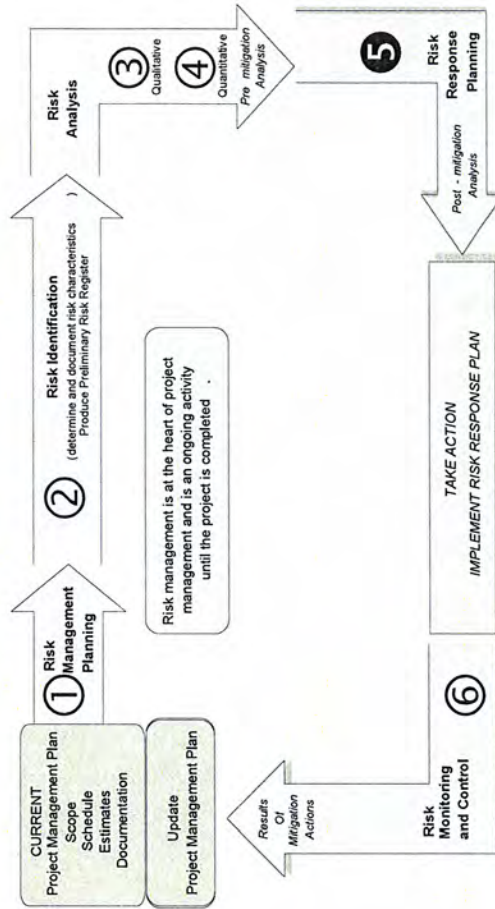 CURRENT
Project Management Plan
Scope
Schedule
Estimates
Documentation
Update
Project Management Plan
①
Risk
Management
Planning
②
Risk Identification
(determine and document risk characteristics )
Produce Preliminary Risk Register
Risk
Analysis
③
Qualitative
④
Quantitative
Pre mitigation
Analysis
❺
Risk
Response
Planning
Post - mitigation
Analysis
TAKE ACTION
IMPLEMENT RISK RESPONSE PLAN
⑥
Risk
Monitoring
and Control
Results
Of
Mitigation
Actions
Risk management is at the heart of project
management and is an ongoing activity
until the project is completed .